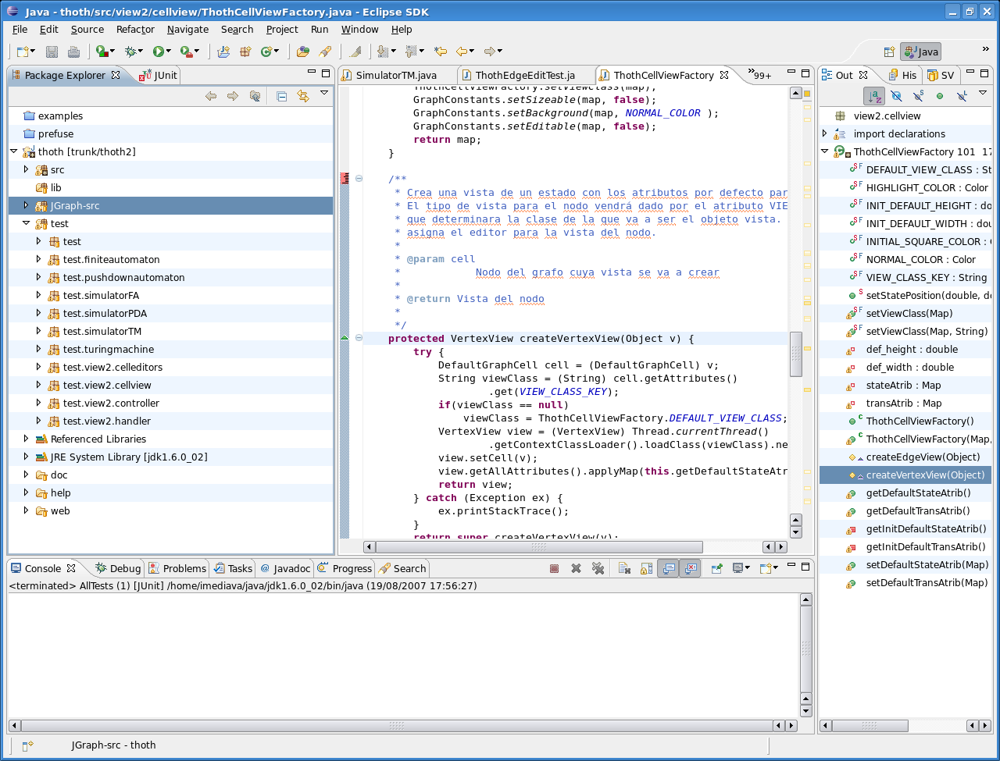 Java - thoth/src/view2/cellview/ThothCellViewFactory.java - Eclipse SDK
File Edit Source Refactor Navigate Search Project Run Window Help
Java
Package Explorer JUnit
examples
prefuse
thoth [trunk/thoth2]
src
lib
JGraph-src
test
test
test.finiteautomaton
test.pushdownautomaton
test.simulatorFA
test.simulatorPDA
test.simulatorTM
test.turingmachine
test.view2.celleditors
test.view2.cellview
test.view2.controller
test.view2.handler
Referenced Libraries
JRE System Library [jdk1.6.0_02]
doc
help
web
SimulatorTM.java ThothEdgeEditTest.ja ThothCellViewFactory 99+
ThothCellViewFactory.setViewClass(map);
GraphConstants.setSizeable(map, false);
GraphConstants.setBackground(map, NORMAL_COLOR );
GraphConstants.setEditable(map, false);
return map;
}
/**
* Crea una vista de un estado con los atributos por defecto par
* El tipo de vista para el nodo vendrá dado por el atributo VIE
* que determinara la clase de la que va a ser el objeto vista.
* asigna el editor para la vista del nodo.
*
* @param cell
* Nodo del grafo cuya vista se va a crear
*
* @return Vista del nodo
*
*/
protected VertexView createVertexView(Object v) {
try {
DefaultGraphCell cell = (DefaultGraphCell) v;
String viewClass = (String) cell.getAttributes()
.get(VIEW_CLASS_KEY);
if(viewClass == null)
viewClass = ThothCellViewFactory.DEFAULT_VIEW_CLASS;
VertexView view = (VertexView) Thread.currentThread()
.getContextClassLoader().loadClass(viewClass).ne
view.setCell(v);
view.getAllAttributes().applyMap(this.getDefaultStateAtr
return view;
} catch (Exception ex) {
ex.printStackTrace();
}
return super.createVertexView(v);
Out His SV
view2.cellview
import declarations
ThothCellViewFactory 101 17
DEFAULT_VIEW_CLASS : St
HIGHLIGHT_COLOR : Color
INIT_DEFAULT_HEIGHT : do
INIT_DEFAULT_WIDTH : dou
INITIAL_SQUARE_COLOR : 
NORMAL_COLOR : Color
VIEW_CLASS_KEY : String
setStatePosition(double, d
setViewClass(Map)
setViewClass(Map, String)
def_height : double
def_width : double
stateAtrib : Map
transAtrib : Map
ThothCellViewFactory()
ThothCellViewFactory(Map,
createEdgeView(Object)
createVertexView(Object)
getDefaultStateAtrib()
getDefaultTransAtrib()
getInitDefaultStateAtrib()
getInitDefaultTransAtrib()
setDefaultStateAtrib(Map)
setDefaultTransAtrib(Map)
Console Debug Problems Tasks Javadoc Progress Search
<terminated> AllTests (1) [JUnit] /home/imediava/java/jdk1.6.0_02/bin/java (19/08/2007 17:56:27)
JGraph-src - thoth